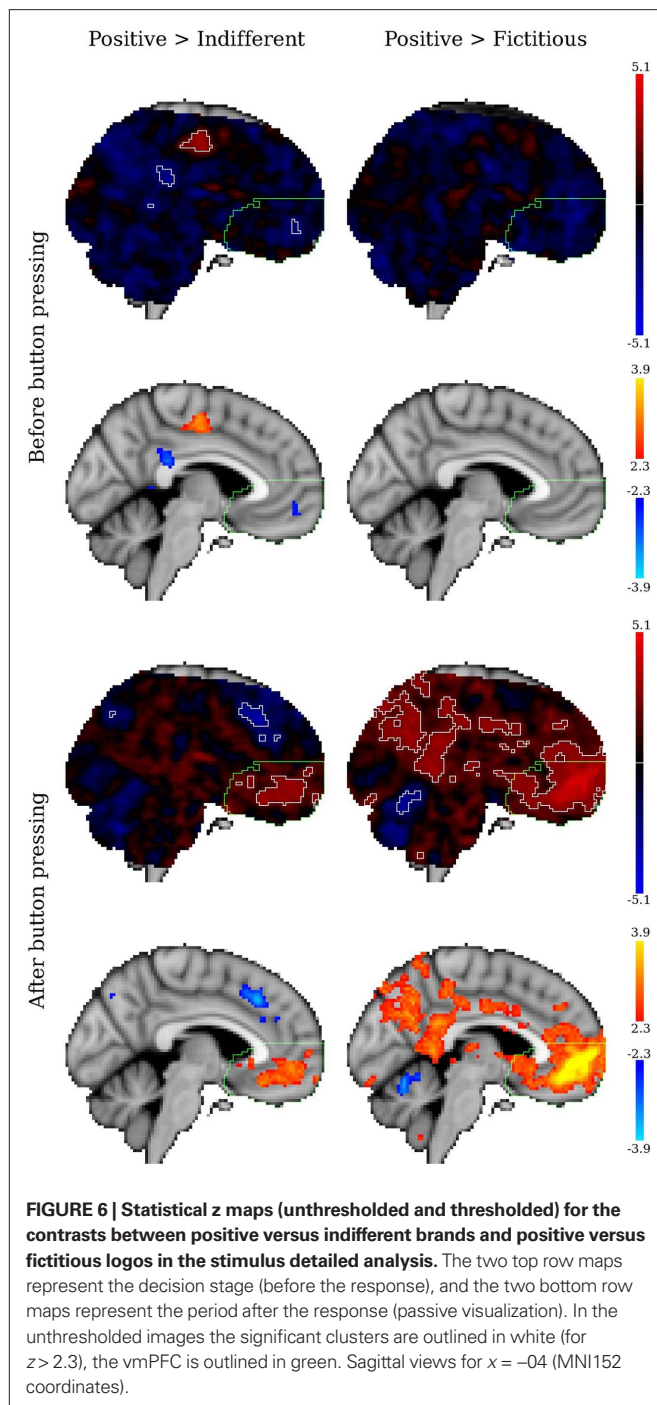 Positive > Indifferent Positive > Fictitious
5.1
Before button pressing
-5.1
3.9
2.3
-2.3
-3.9
5.1
After button pressing
-5.1
3.9
2.3
-2.3
-3.9
FIGURE 6 | Statistical z maps (unthresholded and thresholded) for the
contrasts between positive versus indifferent brands and positive versus
fictitious logos in the stimulus detailed analysis. The two top row maps
represent the decision stage (before the response), and the two bottom row
maps represent the period after the response (passive visualization). In the
unthresholded images the significant clusters are outlined in white (for
z > 2.3), the vmPFC is outlined in green. Sagittal views for x = –04 (MNI152
coordinates).